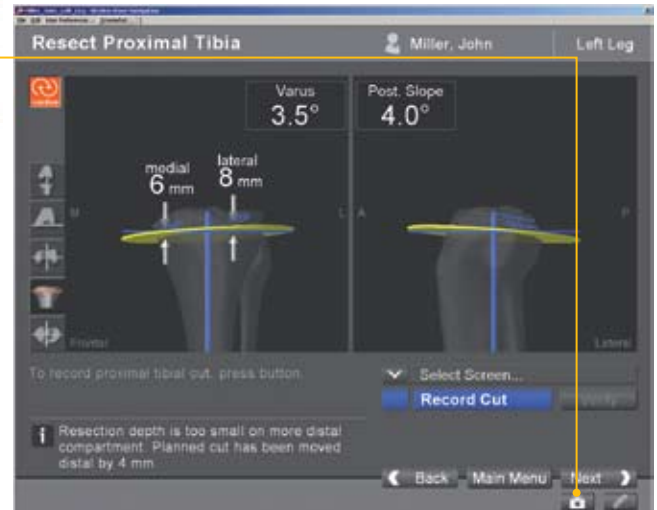 Resect Proximal Tibia
Miller, John
Left Leg
Varus
3.5°
Post. Slope
4.0°
medial
6 mm
lateral
8 mm
M
L
A
P
Frontal
Lateral
To record proximal tibial cut, press button.
Select Screen...
Record Cut
Verify
i
Resection depth is too small on more distal
compartment. Planned cut has been moved
distal by 4 mm
Back
Main Menu
Next